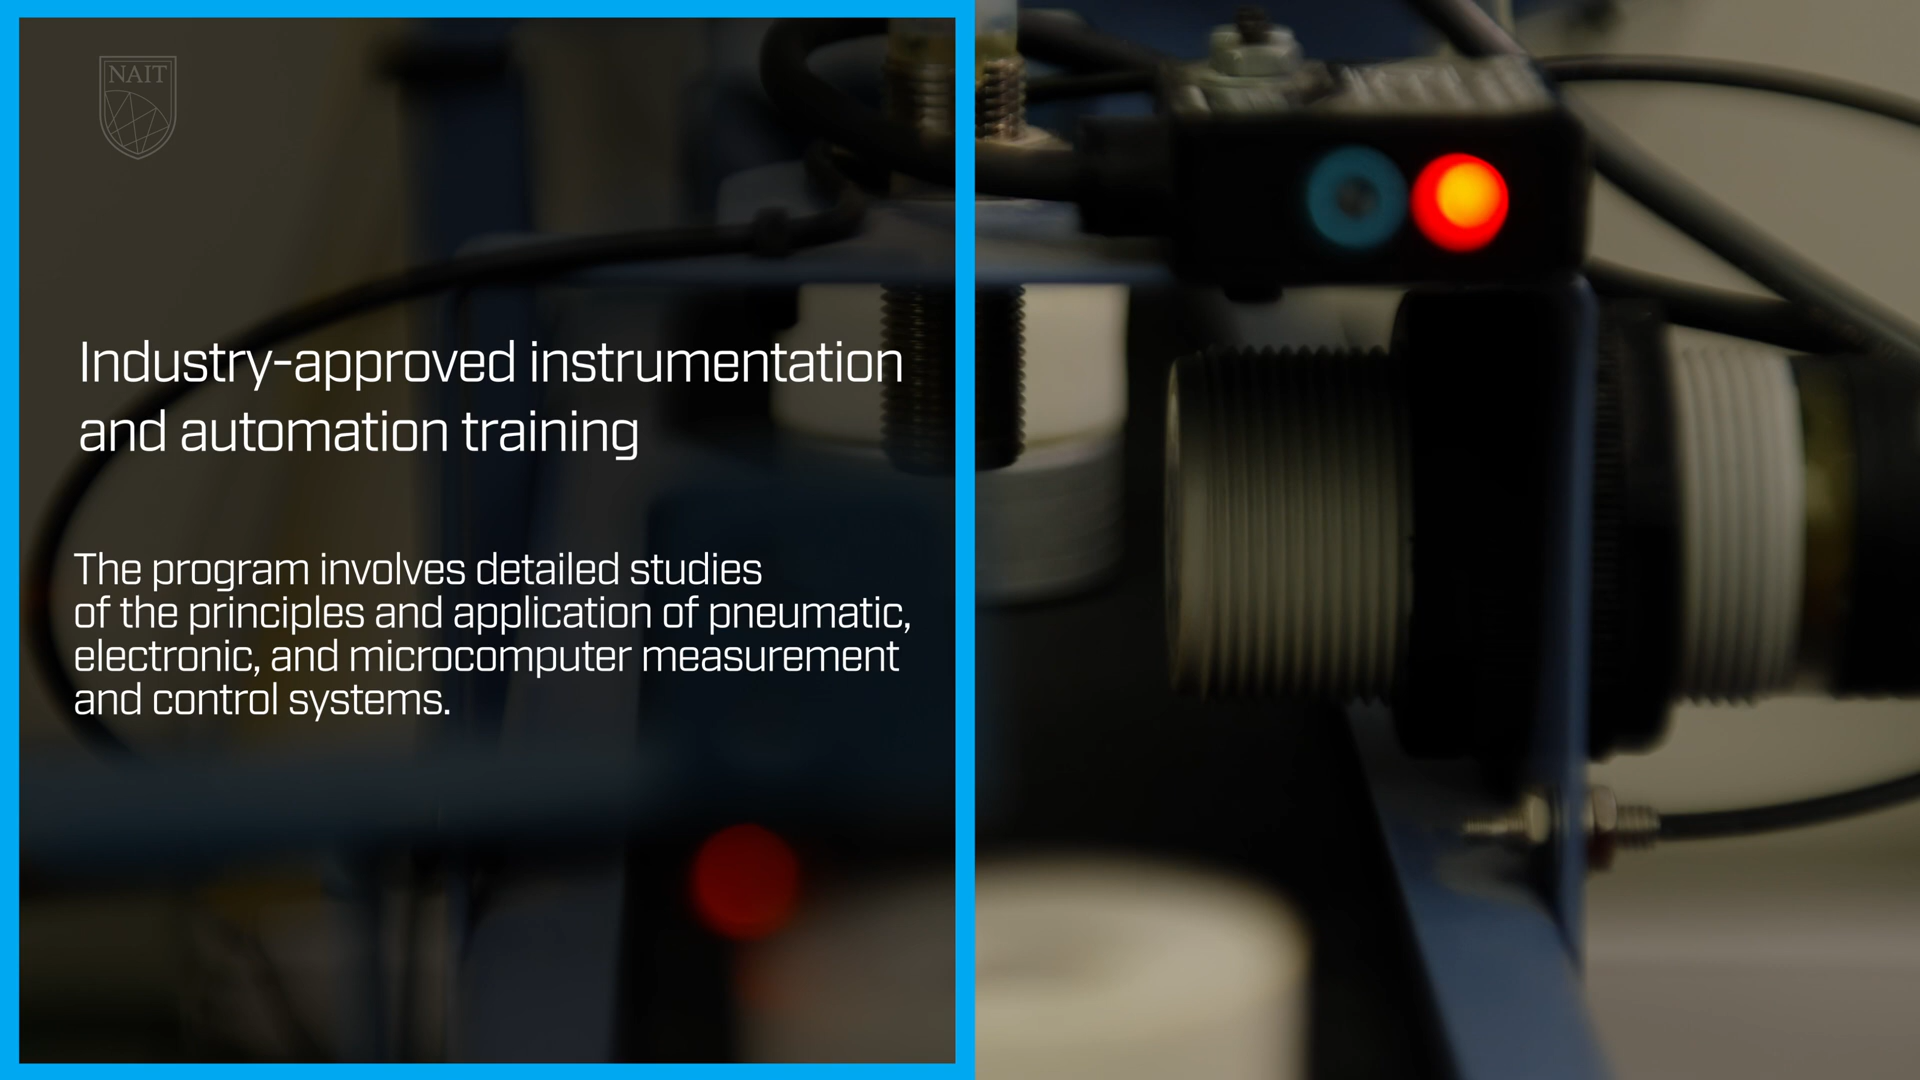 NAIT
Industry-approved instrumentation
and automation training
The program involves detailed studies
of the principles and application of pneumatic,
electronic, and microcomputer measurement
and control systems.